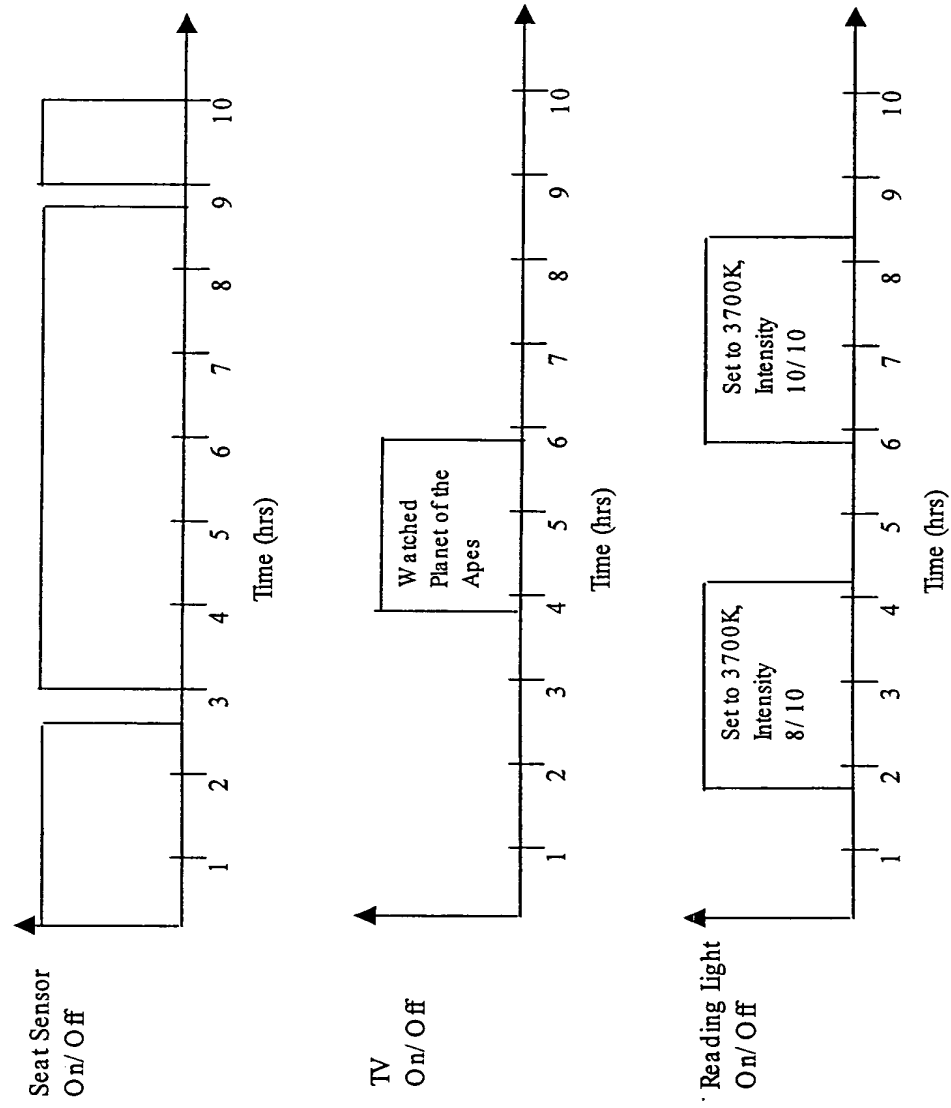 Seat Sensor
On/ Off
1
2
3
4
5
6
7
8
9
10
Time (hrs)
TV
On/ Off
Watched
Planet of the
Apes
1
2
3
4
5
6
7
8
9
10
Time (hrs)
Reading Light
On/ Off
Set to 3700K,
Intensity
8/10
Set to 3700K,
Intensity
10/10
1
2
3
4
5
6
7
8
9
10
Time (hrs)